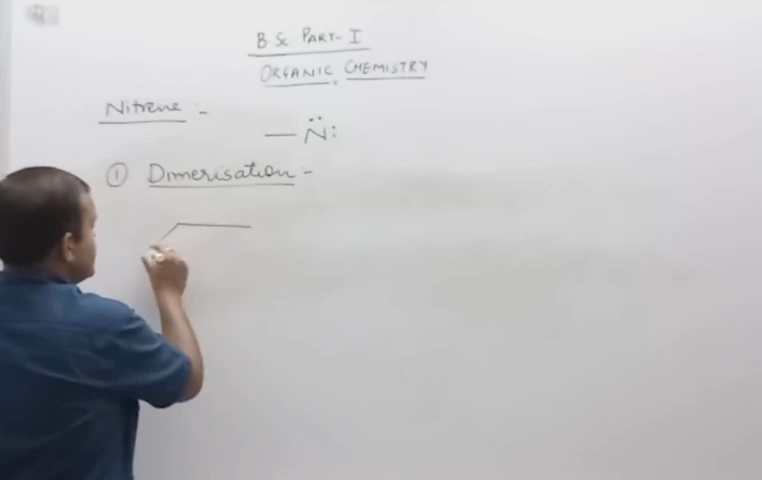 B.Sc PART-I
ORGANIC CHEMISTRY
Nitrene :-
— N̈:
① Dimerisation :-